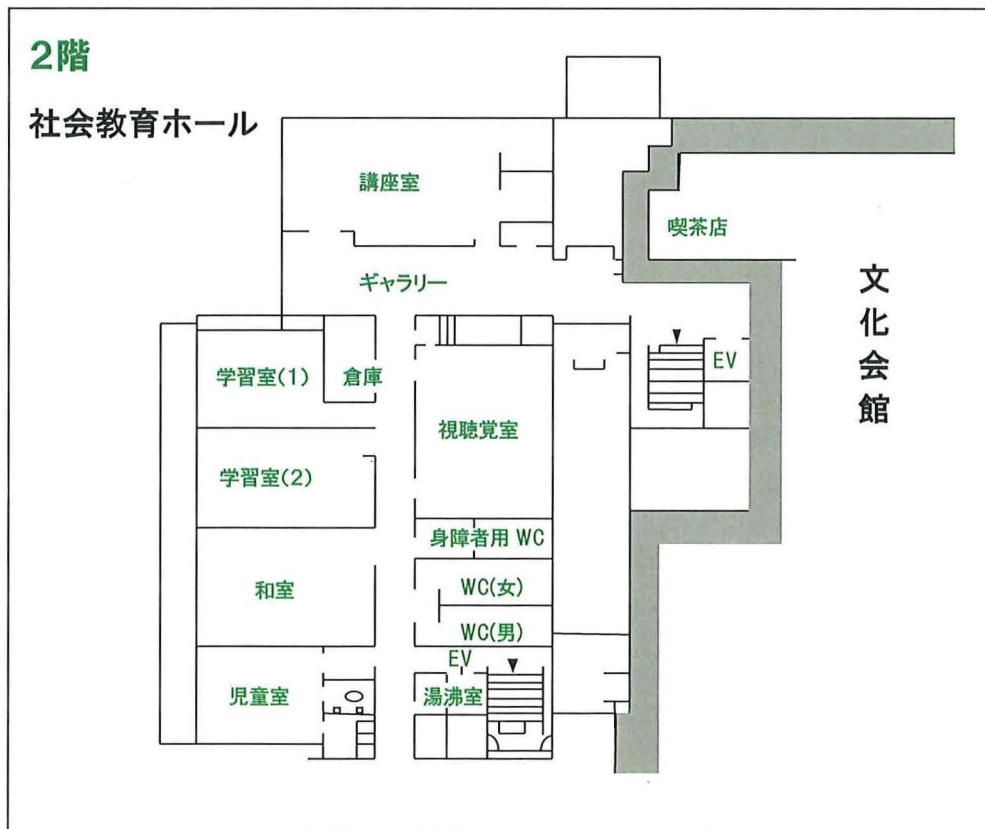 2階
社会教育ホール
講座室
喫茶店
ギャラリー
文化会館
学習室(1)
倉庫
EV
視聴覚室
学習室(2)
身障者用 WC
和室
WC(女)
WC(男)
EV
児童室
湯沸室